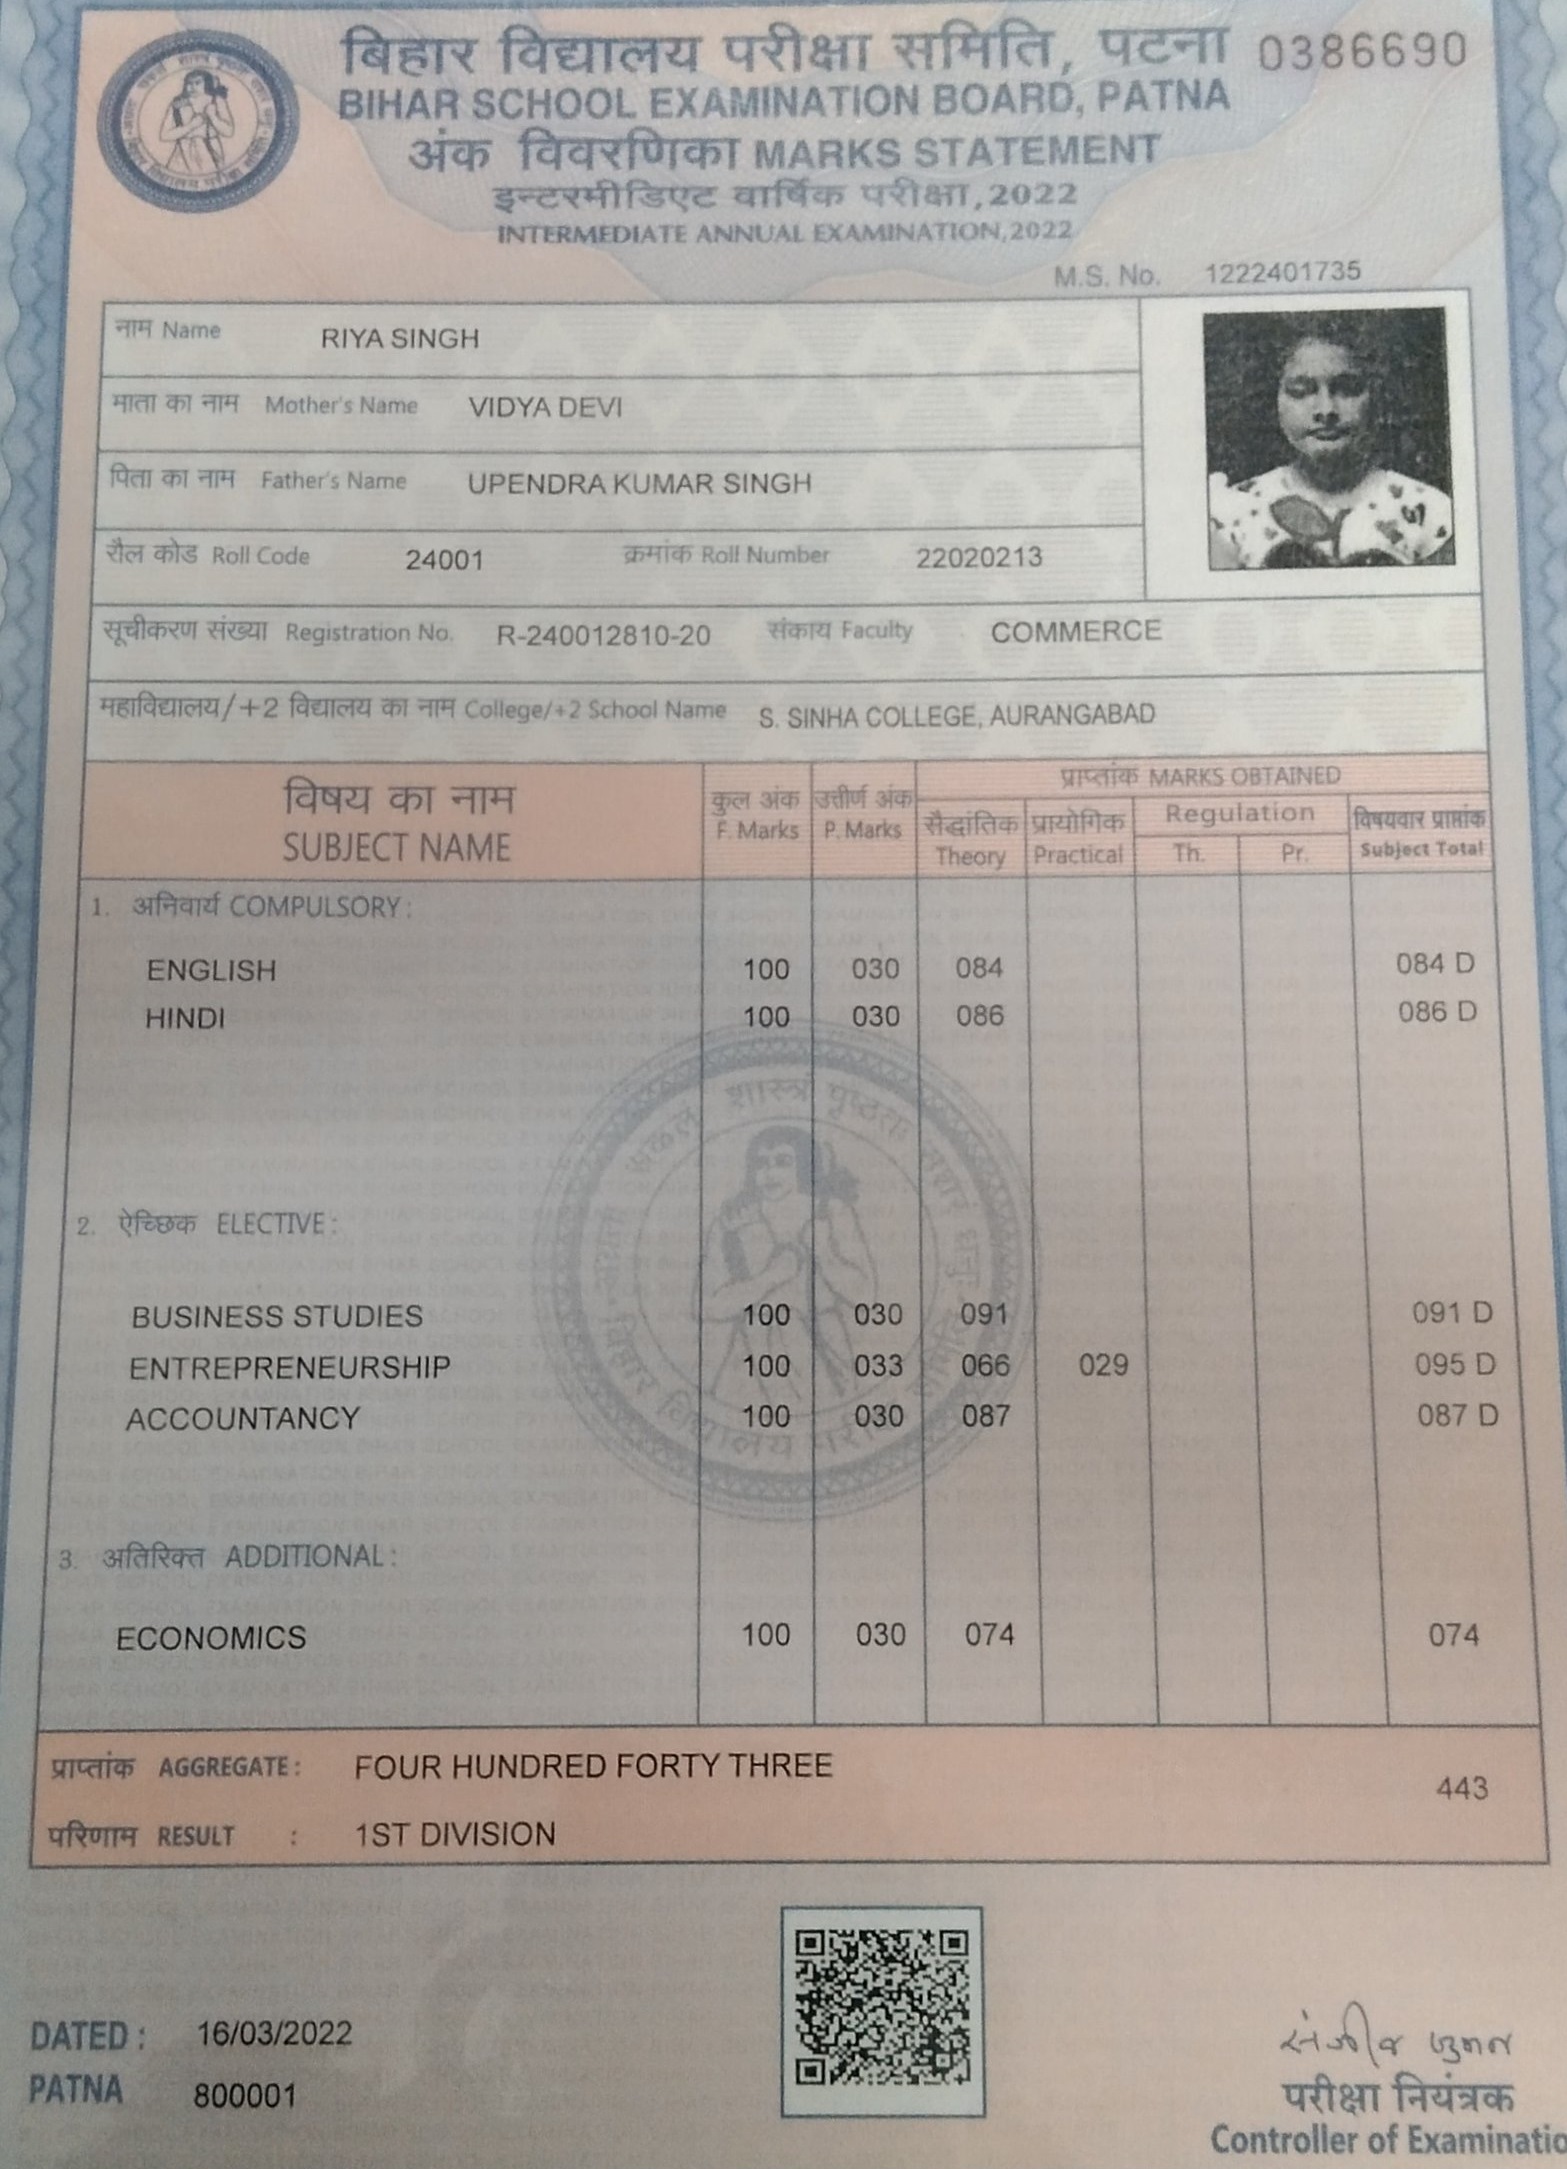 बिहार विद्यालय परीक्षा समिति, पटना 0386690
BIHAR SCHOOL EXAMINATION BOARD, PATNA
अंक विवरणिका MARKS STATEMENT
इन्टरमीडिएट वार्षिक परीक्षा,2022
INTERMEDIATE ANNUAL EXAMINATION,2022
M.S. No. 1222401735
नाम Name RIYA SINGH
माता का नाम Mother's Name VIDYA DEVI
पिता का नाम Father's Name UPENDRA KUMAR SINGH
रौल कोड Roll Code 24001 क्रमांक Roll Number 22020213
सूचीकरण संख्या Registration No. R-240012810-20 संकाय Faculty COMMERCE
महाविद्यालय/+2 विद्यालय का नाम College/+2 School Name S. SINHA COLLEGE, AURANGABAD
विषय का नाम कुल अंक उत्तीर्ण अंक प्राप्तांक MARKS OBTAINED
SUBJECT NAME F. Marks P. Marks सैद्धांतिक प्रायोगिक Regulation विषयवार प्राप्तांक
Theory Practical Th. Pr. Subject Total
1. अनिवार्य COMPULSORY:
ENGLISH 100 030 084 084 D
HINDI 100 030 086 086 D
2. ऐच्छिक ELECTIVE:
BUSINESS STUDIES 100 030 091 091 D
ENTREPRENEURSHIP 100 033 066 029 095 D
ACCOUNTANCY 100 030 087 087 D
3. अतिरिक्त ADDITIONAL:
ECONOMICS 100 030 074 074
प्राप्तांक AGGREGATE: FOUR HUNDRED FORTY THREE 443
परिणाम RESULT : 1ST DIVISION
DATED: 16/03/2022
PATNA 800001
परीक्षा नियंत्रक
Controller of Examinatio